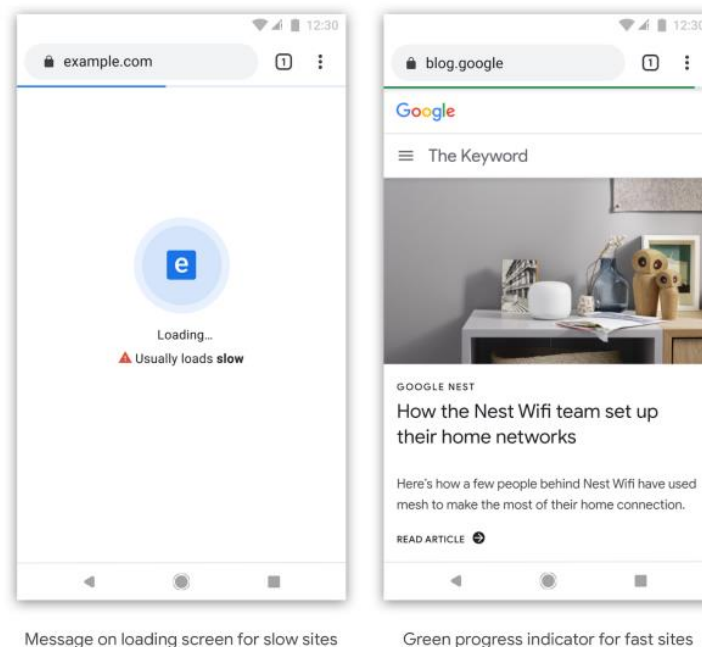 12:30
example.com
1
e
Loading...
Usually loads slow
Message on loading screen for slow sites
12:30
blog.google
1
Google
The Keyword
GOOGLE NEST
How the Nest Wifi team set up
their home networks
Here's how a few people behind Nest Wifi have used
mesh to make the most of their home connection.
READ ARTICLE
Green progress indicator for fast sites